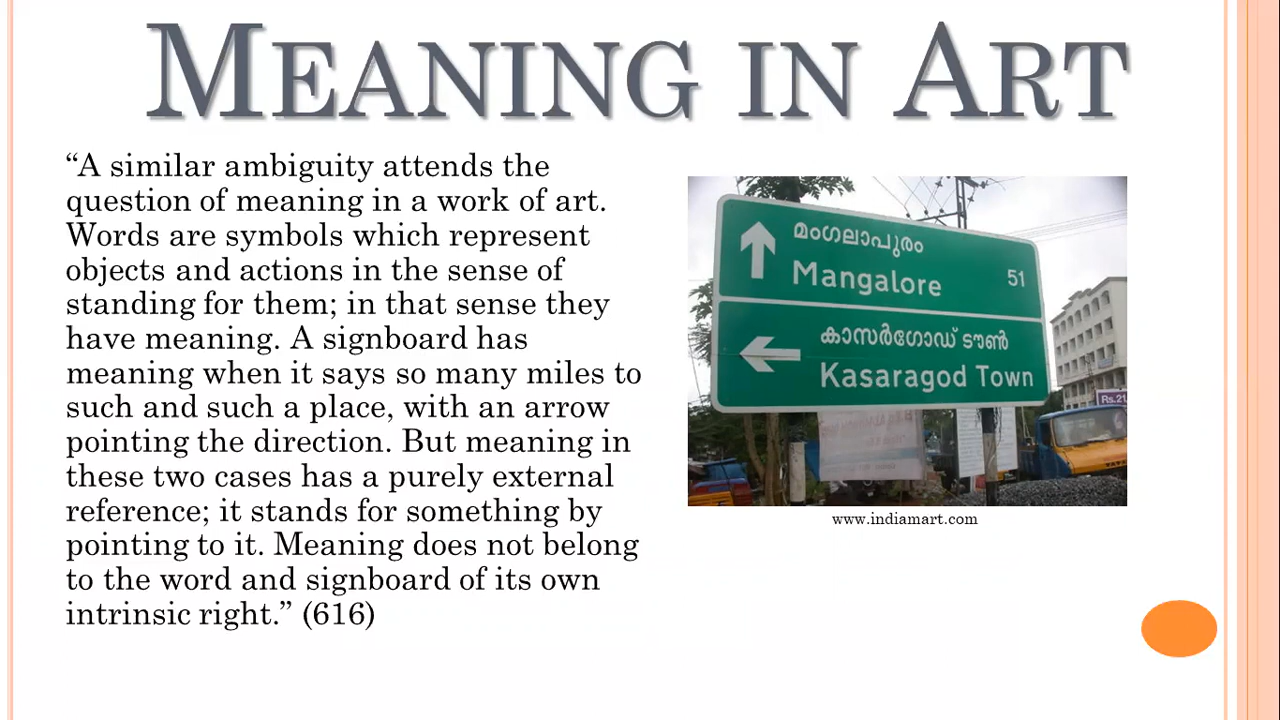 MEANING IN ART
“A similar ambiguity attends the
question of meaning in a work of art.
Words are symbols which represent
objects and actions in the sense of
standing for them; in that sense they
have meaning. A signboard has
meaning when it says so many miles to
such and such a place, with an arrow
pointing the direction. But meaning in
these two cases has a purely external
reference; it stands for something by
pointing to it. Meaning does not belong
to the word and signboard of its own
intrinsic right.” (616)
മംഗലാപുരം
Mangalore 51
കാസർഗോഡ് ടൗൺ
Kasaragod Town
Rs.21
www.indiamart.com